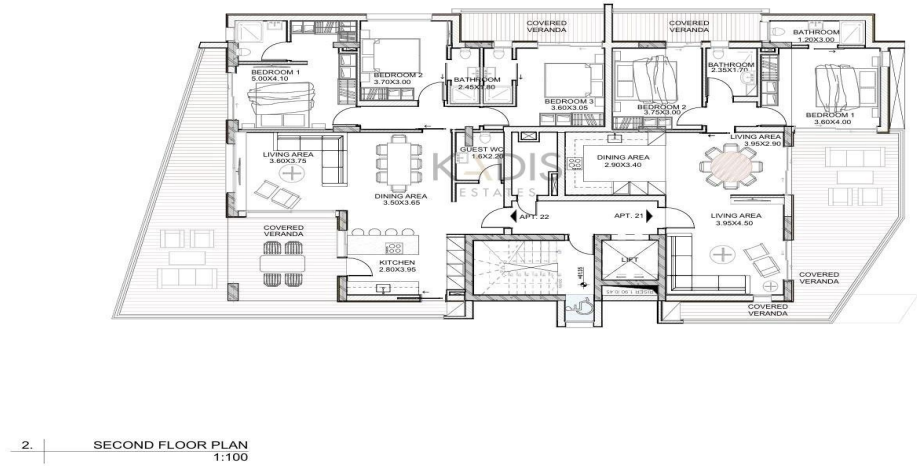 COVERED
VERANDA
COVERED
VERANDA
BATHROOM
1.20X3.00
BEDROOM 1
5.00X4.10
BEDROOM 2
3.70X3.00
BATHROOM
2.45X1.80
BEDROOM 3
3.60X3.05
BEDROOM 2
3.75X3.00
BATHROOM
2.35X1.70
BEDROOM 1
3.60X4.00
LIVING AREA
3.60X3.75
DINING AREA
3.50X3.65
GUEST WC
1.6X2.20
KADIS
ESTATES
DINING AREA
2.90X3.40
LIVING AREA
3.95X2.90
APT. 22
APT. 21
LIVING AREA
3.95X4.50
COVERED
VERANDA
KITCHEN
2.80X3.95
LIFT
COVERED
VERANDA
COVERED
VERANDA
2.
SECOND FLOOR PLAN
1:100